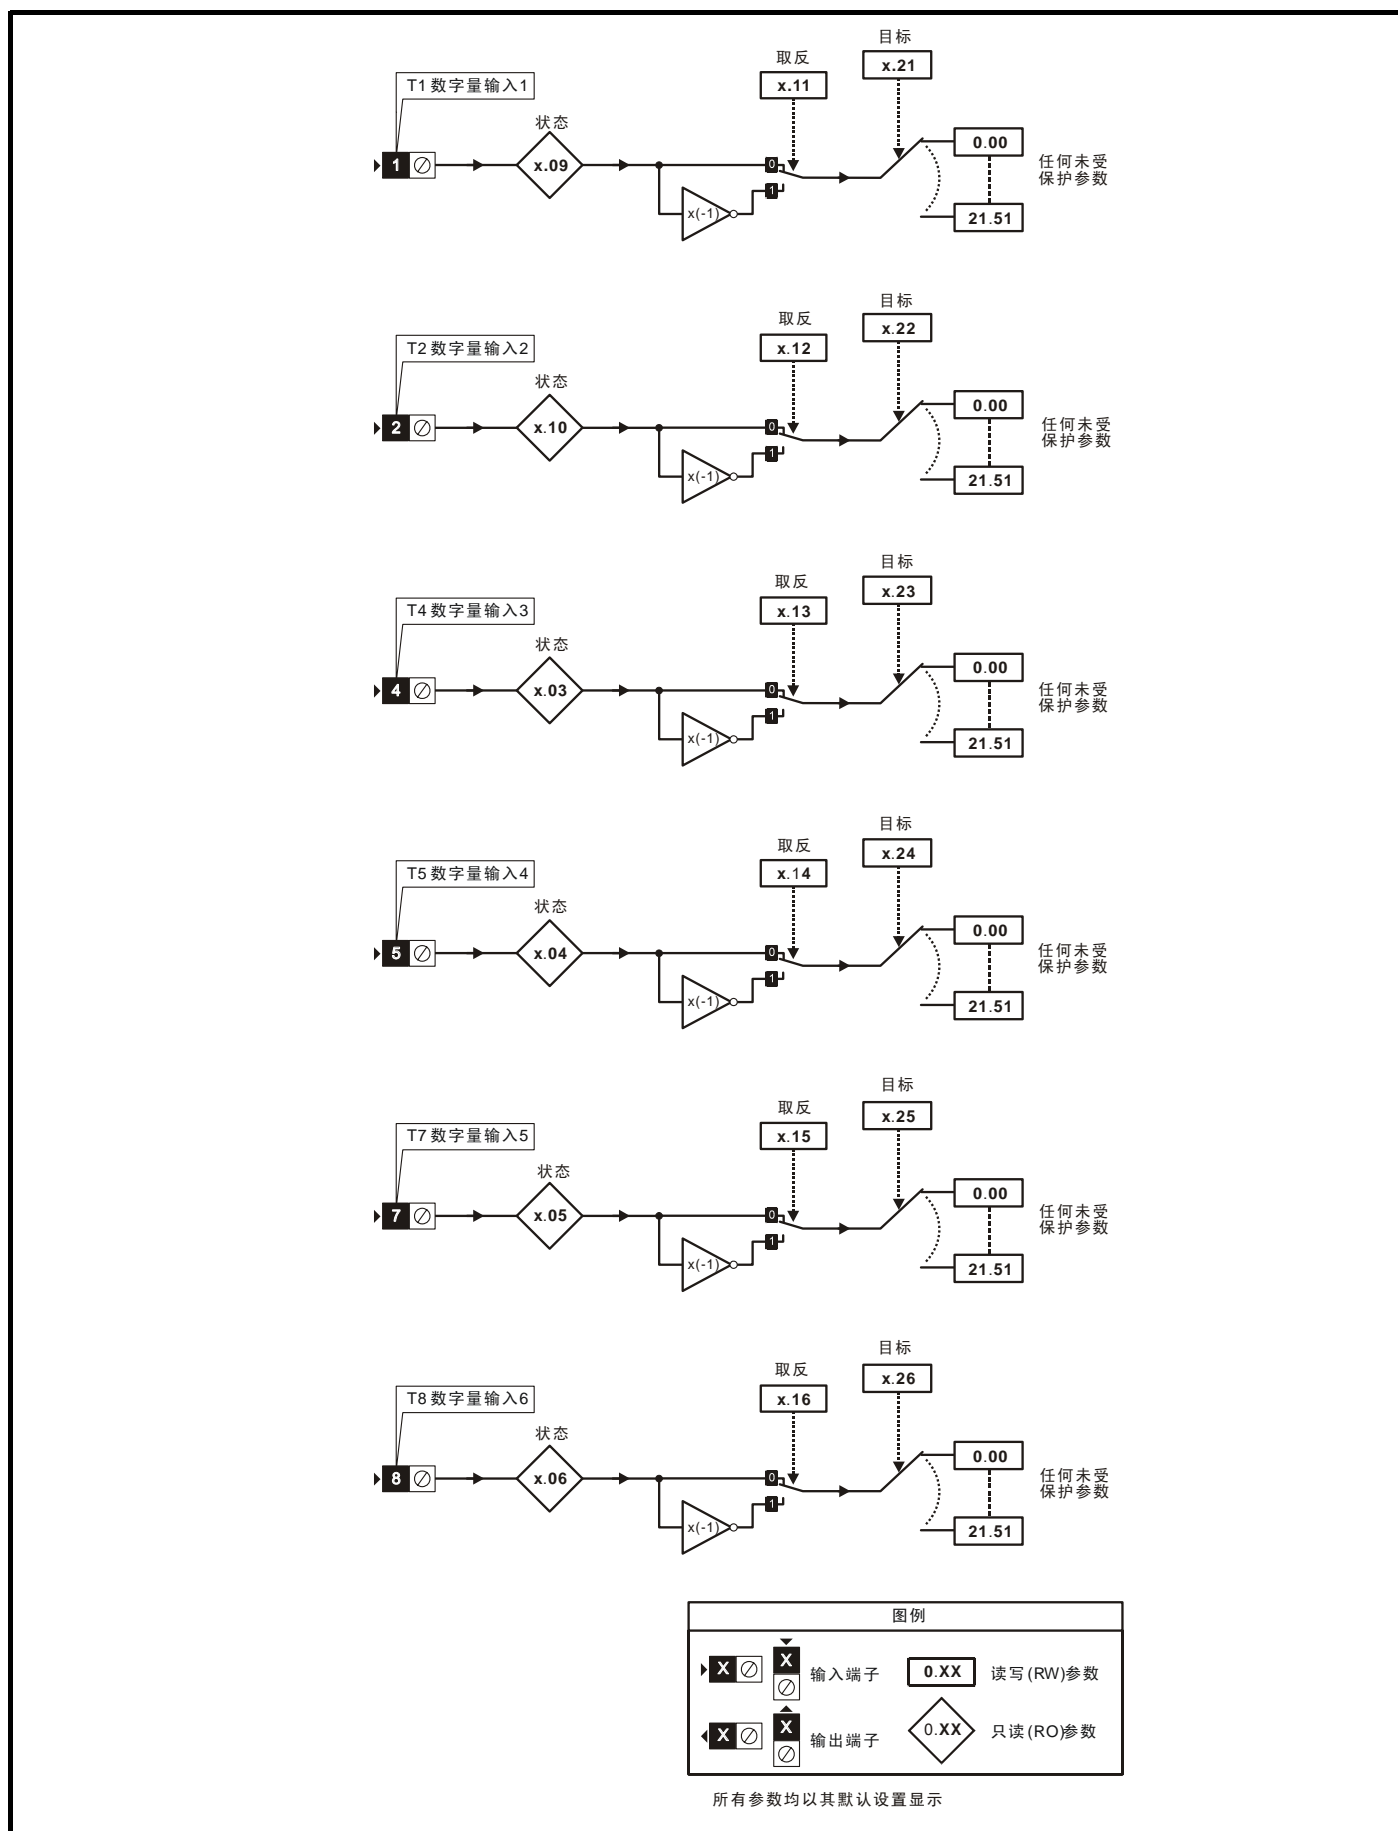 目标
取反
x.21
x.11
T1 数字量输入1
状态
1
x.09
0
1
x(-1)
0.00
任何未受
保护参数
21.51
目标
取反
x.22
x.12
T2 数字量输入2
状态
2
x.10
0
1
x(-1)
0.00
任何未受
保护参数
21.51
目标
取反
x.23
x.13
T4 数字量输入3
状态
4
x.03
0
1
x(-1)
0.00
任何未受
保护参数
21.51
目标
取反
x.24
x.14
T5 数字量输入4
状态
5
x.04
0
1
x(-1)
0.00
任何未受
保护参数
21.51
目标
取反
x.25
x.15
T7 数字量输入5
状态
7
x.05
0
1
x(-1)
0.00
任何未受
保护参数
21.51
目标
取反
x.26
x.16
T8 数字量输入6
状态
8
x.06
0
1
x(-1)
0.00
任何未受
保护参数
21.51
图例
X X 输入端子 0.XX 读写(RW)参数
X X 输出端子 0.XX 只读(RO)参数
所有参数均以其默认设置显示